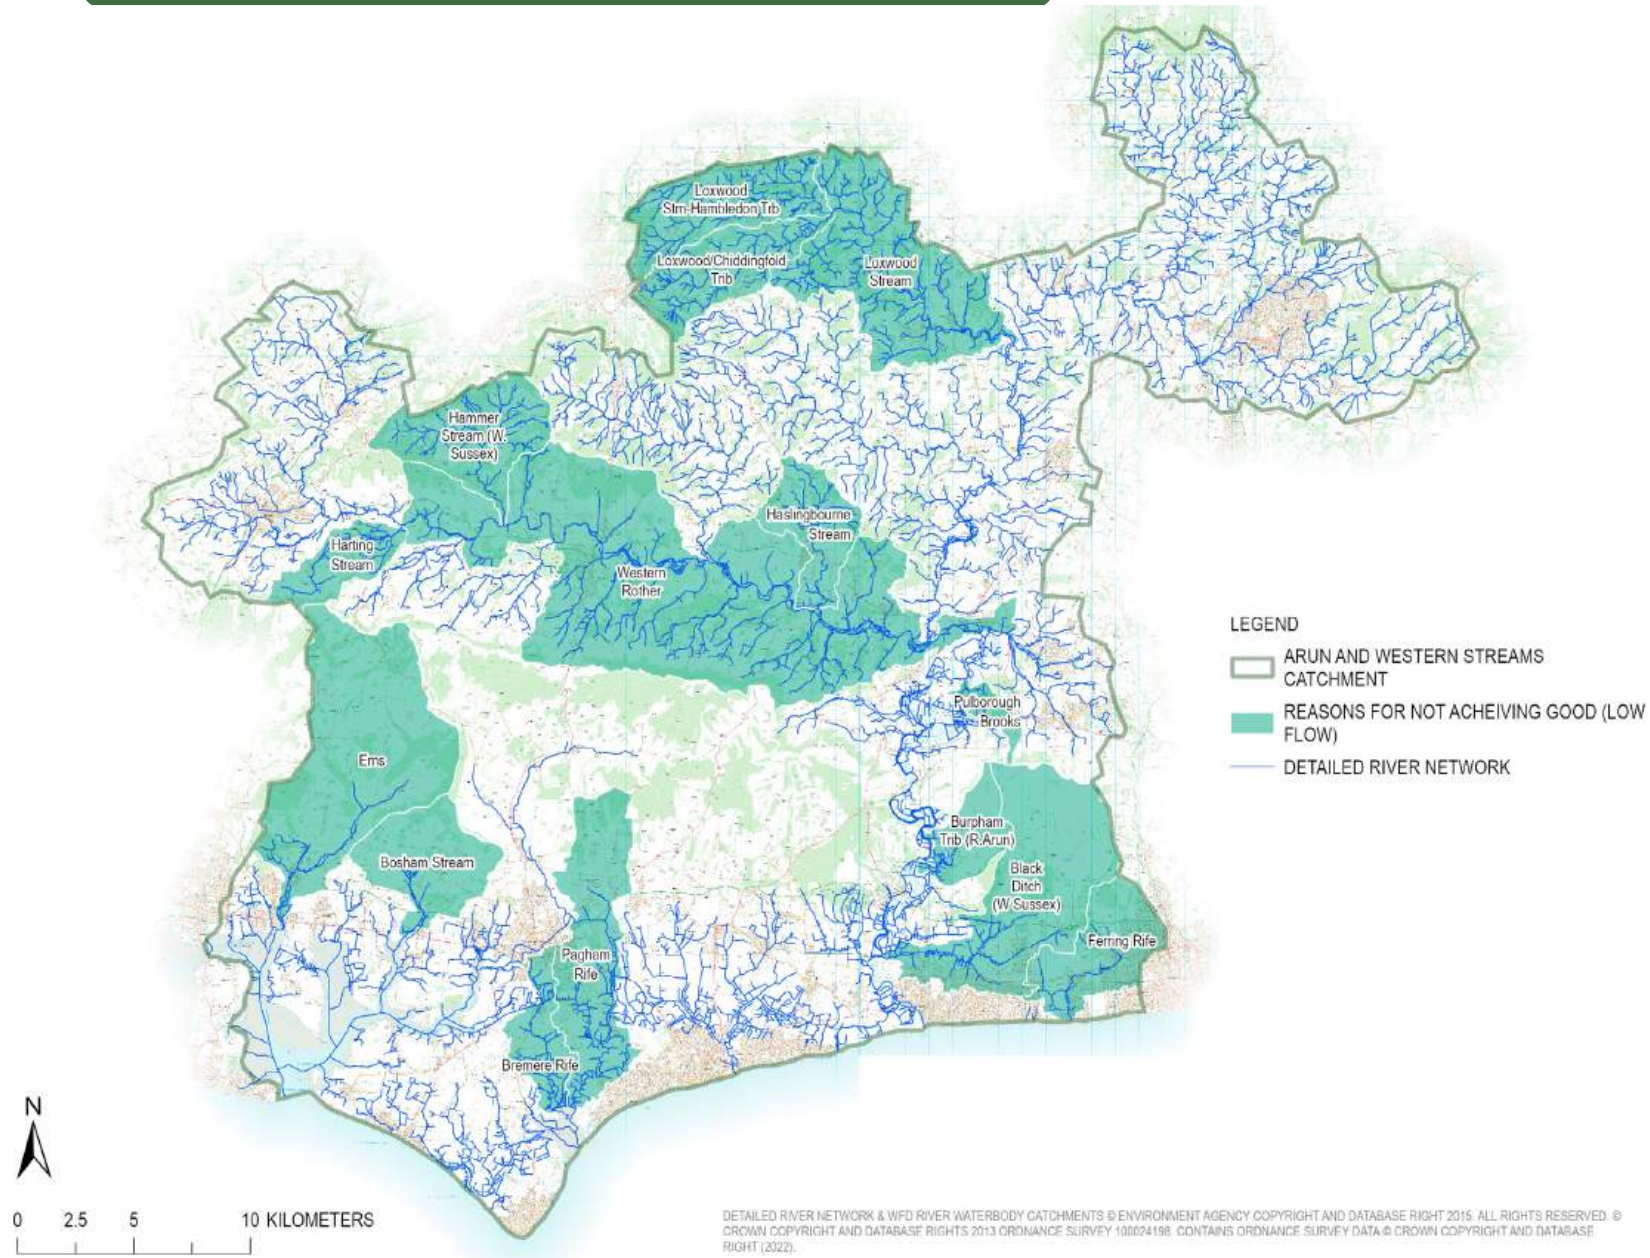 Loxwood
Stm-Hambledon Trb
Loxwood/Chiddingfold
Trib
Loxwood
Stream
Hammer
Stream (W.
Sussex)
Haslingbourne
Stream
Harting
Stream
Western
Rother
Pulborough
Brooks
Ems
Burpham
Trib (R.Arun)
Bosham Stream
Black
Ditch
(W Sussex)
Ferring Rife
Pagham
Rife
Bremere Rife
LEGEND
ARUN AND WESTERN STREAMS
CATCHMENT
REASONS FOR NOT ACHEIVING GOOD (LOW
FLOW)
DETAILED RIVER NETWORK
N
0 2.5 5 10 KILOMETERS
DETAILED RIVER NETWORK & WFD RIVER WATERBODY CATCHMENTS © ENVIRONMENT AGENCY COPYRIGHT AND DATABASE RIGHT 2015. ALL RIGHTS RESERVED. ©
CROWN COPYRIGHT AND DATABASE RIGHTS 2013 ORDNANCE SURVEY 100024198. CONTAINS ORDNANCE SURVEY DATA © CROWN COPYRIGHT AND DATABASE
RIGHT (2022).